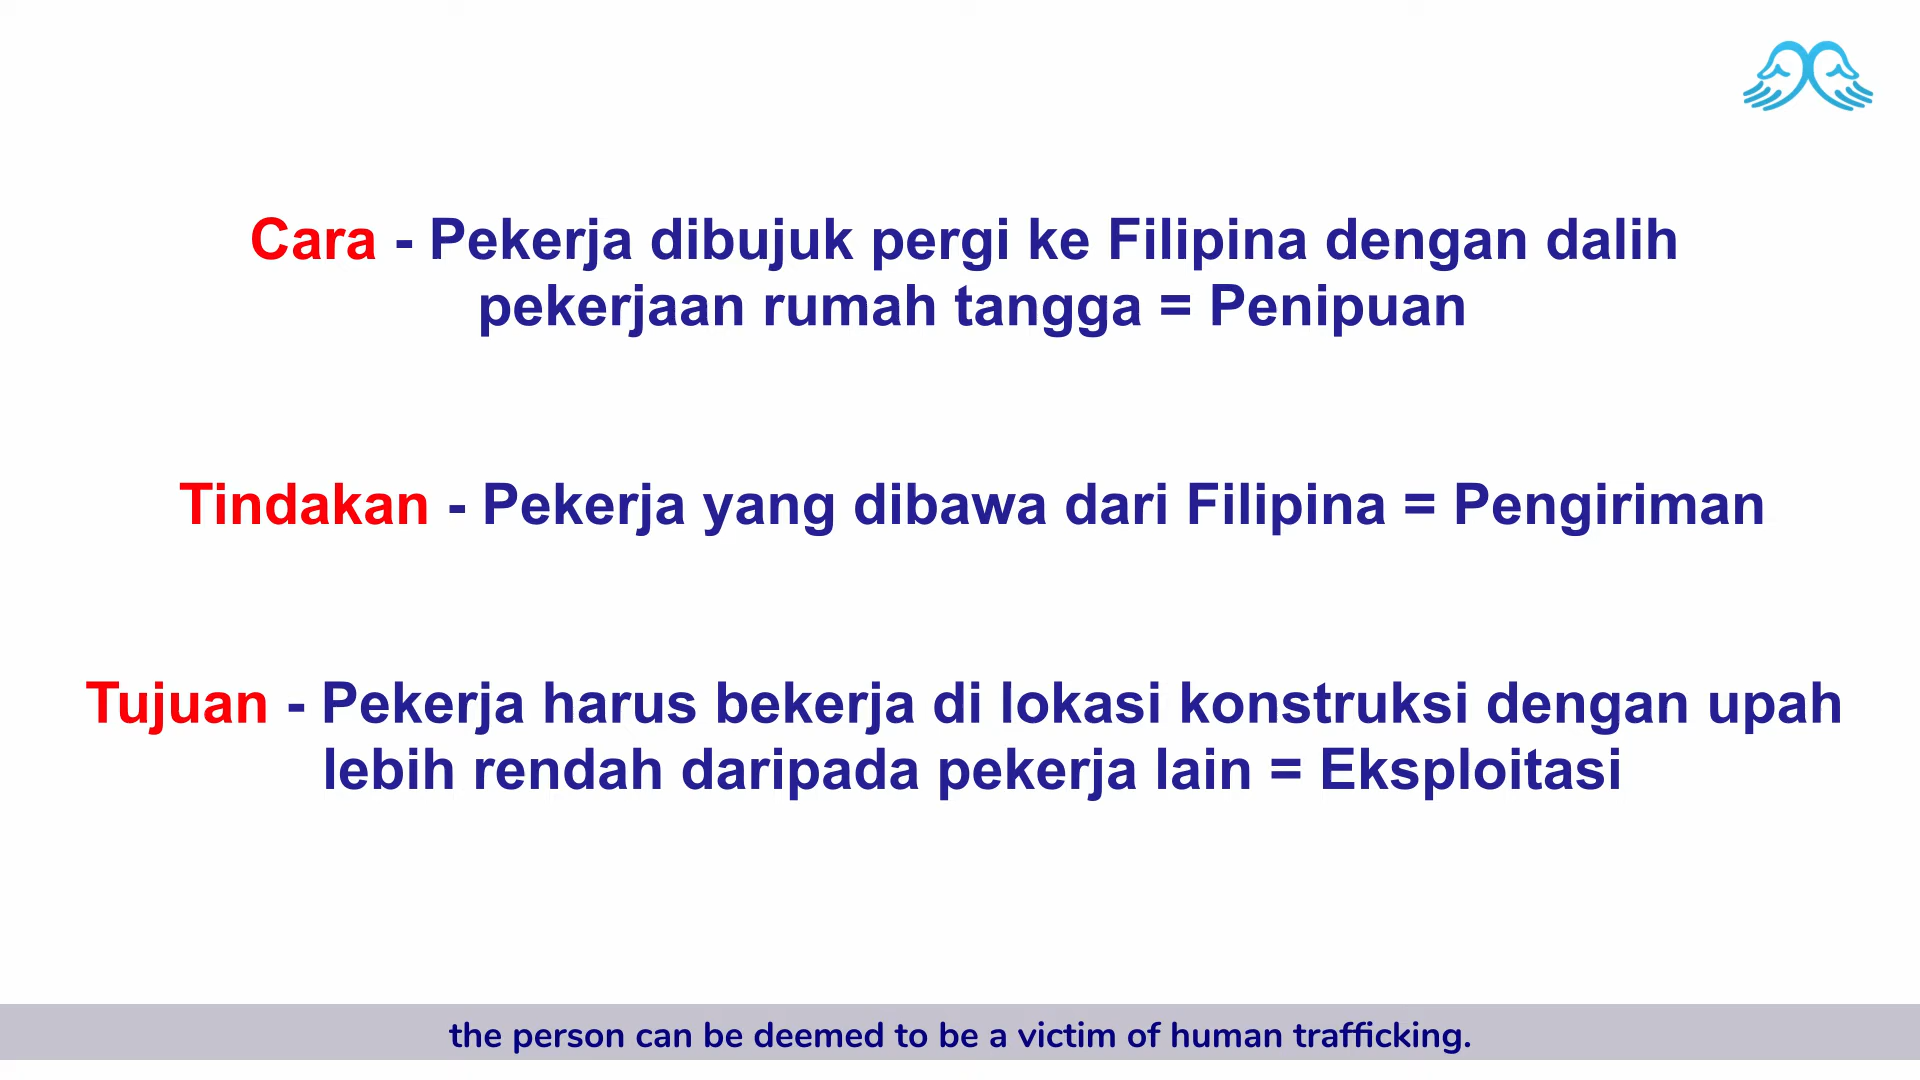 Cara - Pekerja dibujuk pergi ke Filipina dengan dalih
pekerjaan rumah tangga = Penipuan
Tindakan - Pekerja yang dibawa dari Filipina = Pengiriman
Tujuan - Pekerja harus bekerja di lokasi konstruksi dengan upah
lebih rendah daripada pekerja lain = Eksploitasi
the person can be deemed to be a victim of human trafficking.